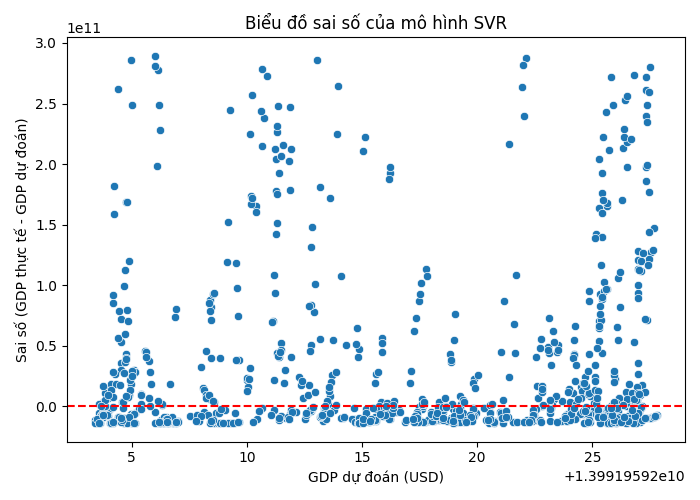 Biểu đồ sai số của mô hình SVR
1e11
3.0
2.5
2.0
1.5
1.0
0.5
0.0
Sai số (GDP thực tế - GDP dự đoán)
5
10
15
20
25
+1.39919592e10
GDP dự đoán (USD)